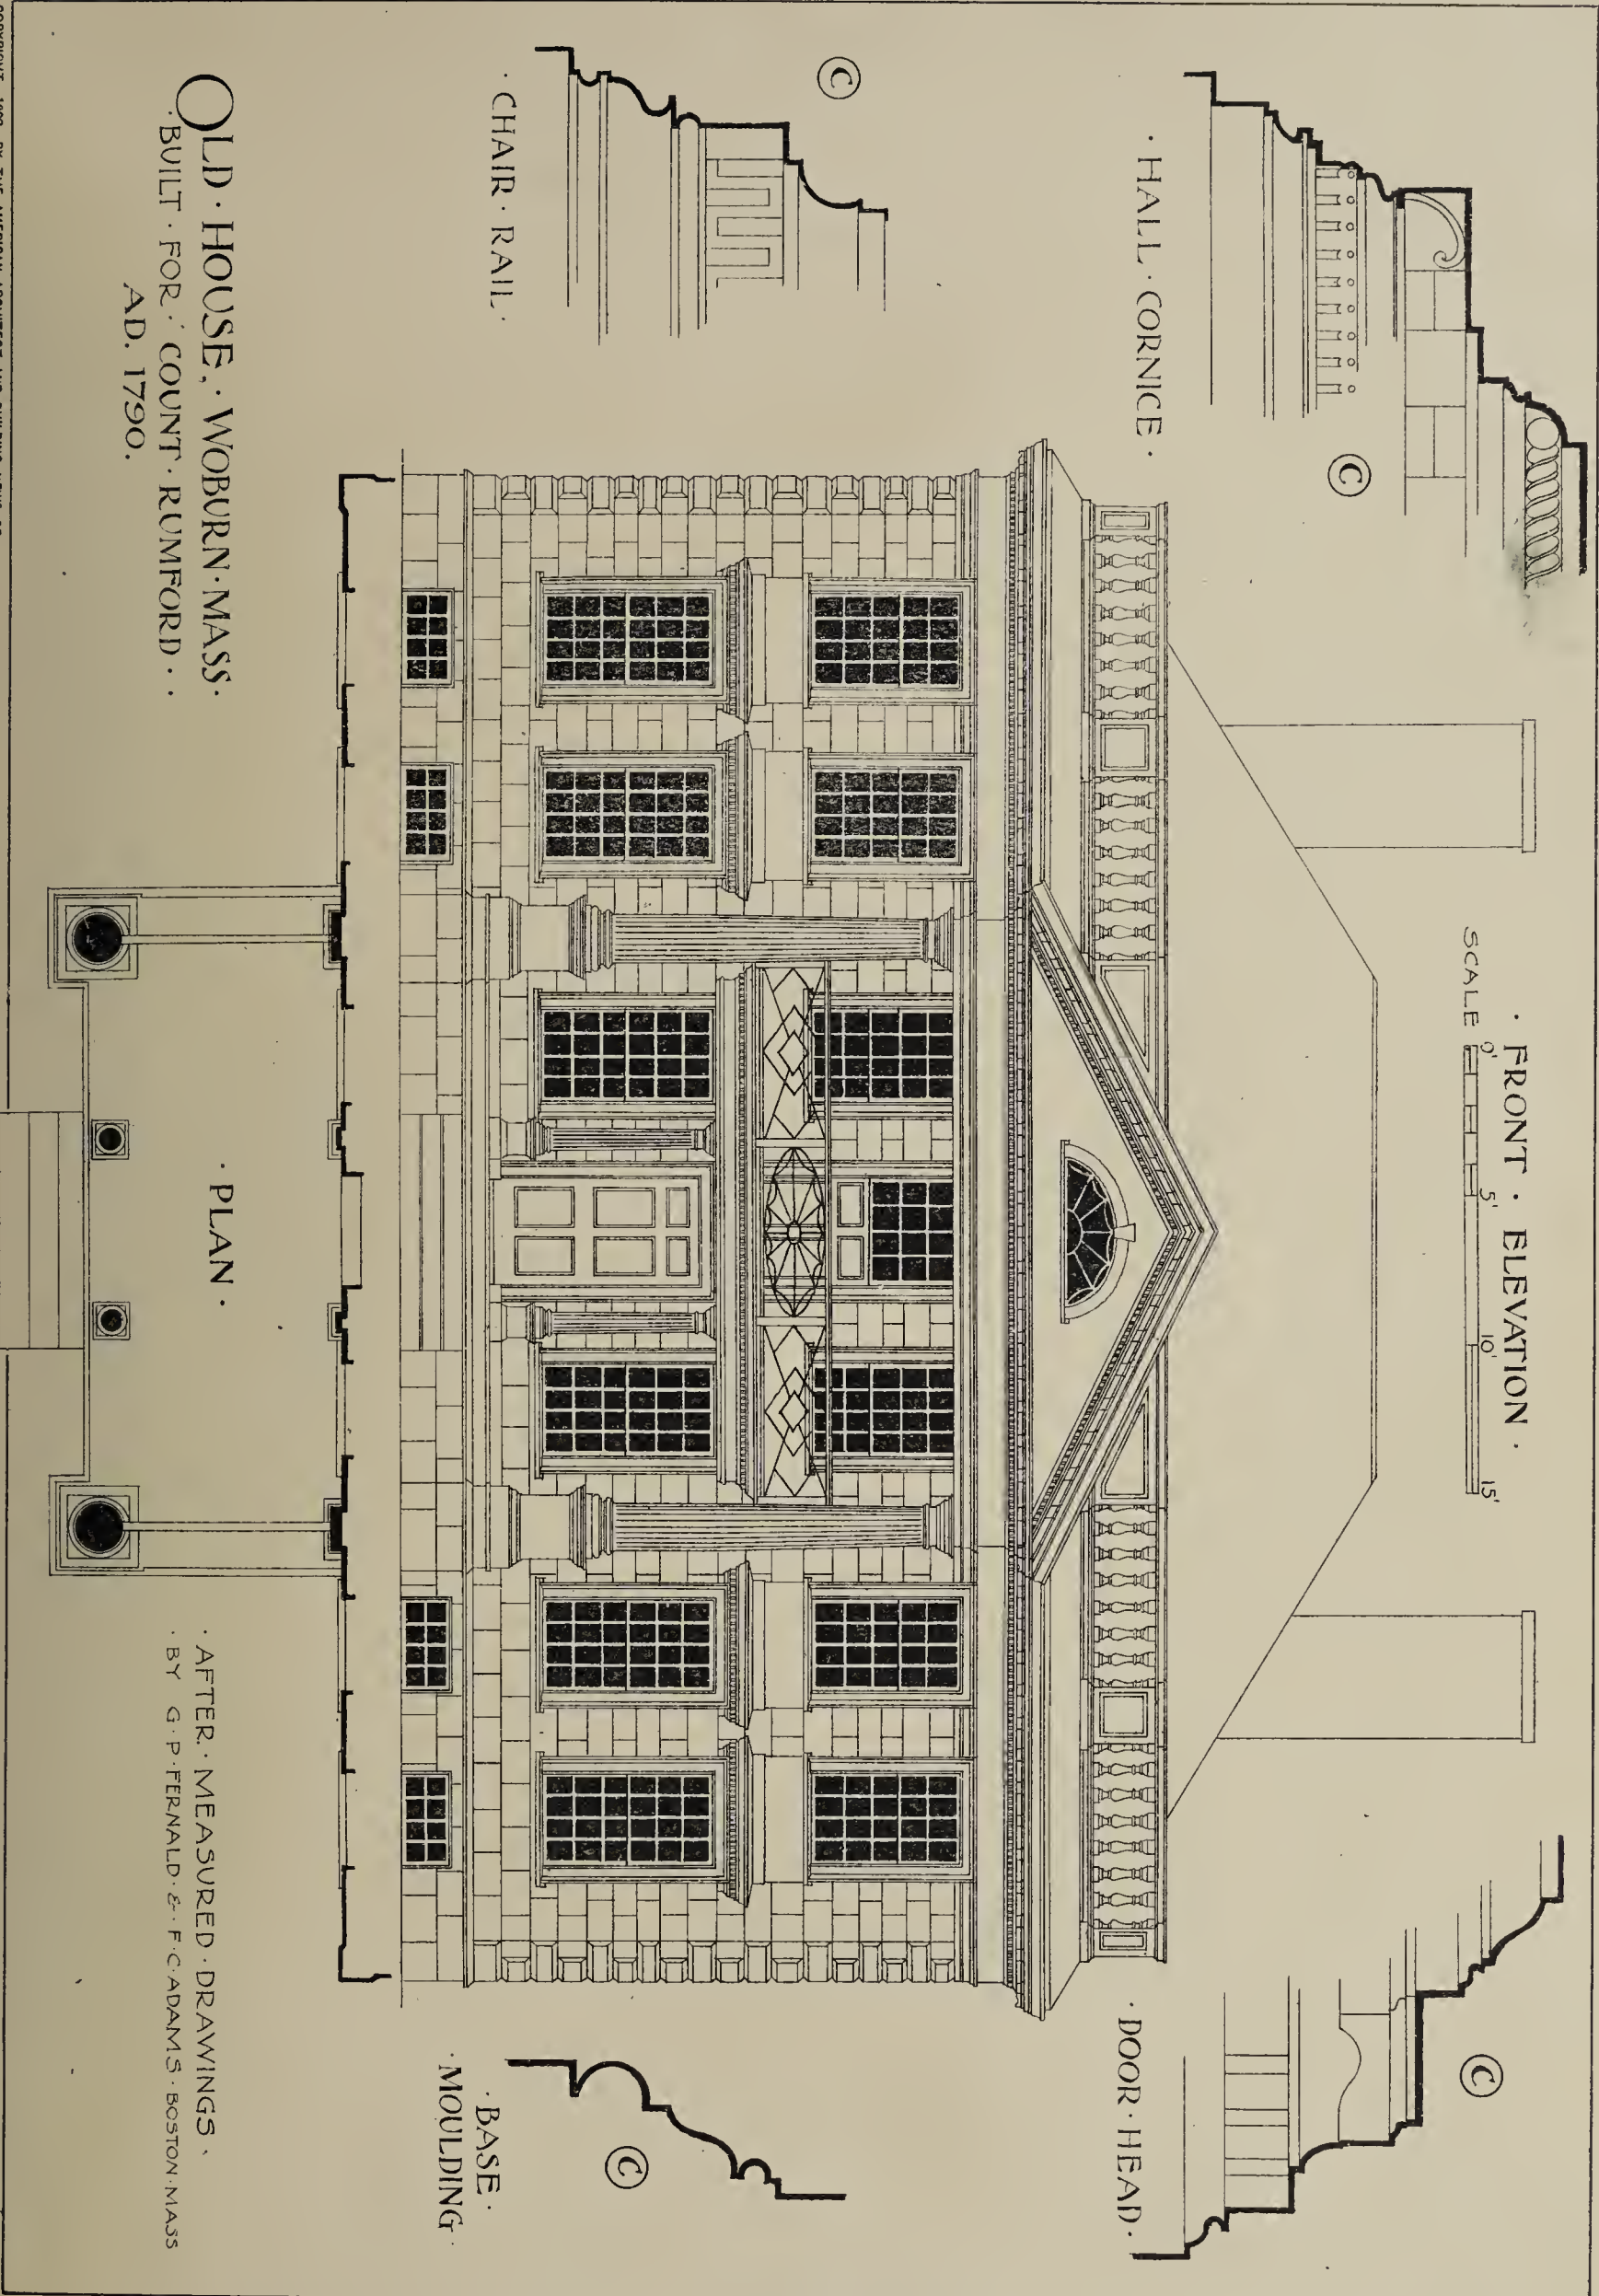 · FRONT · ELEVATION ·
SCALE 0' 5' 10' 15'
· HALL · CORNICE ·
C
· CHAIR · RAIL ·
C
· DOOR · HEAD ·
C
· BASE ·
· MOULDING ·
C
OLD · HOUSE, · WOBURN · MASS ·
· BUILT · FOR · COUNT · RUMFORD · ·
AD. 1790.
· PLAN ·
· AFTER · MEASURED · DRAWINGS ·
· BY G · P · FERNALD · & · F · C · ADAMS · BOSTON · MASS